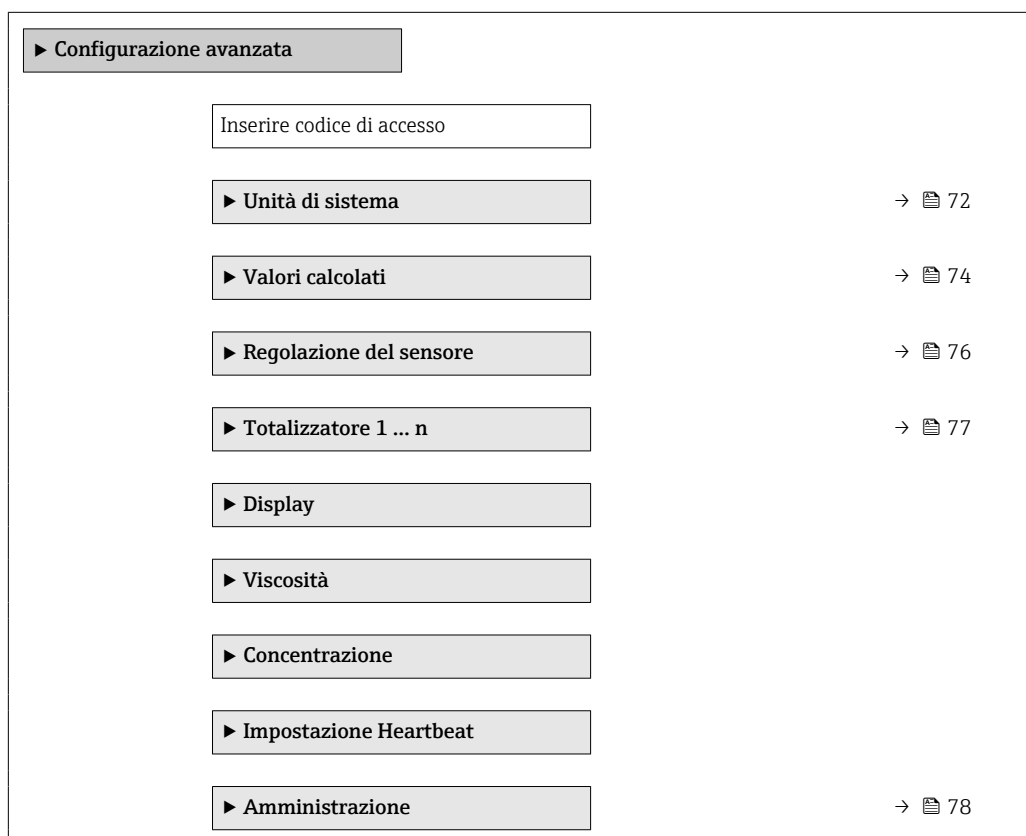 ▶ Configurazione avanzata
Inserire codice di accesso
▶ Unità di sistema → 72
▶ Valori calcolati → 74
▶ Regolazione del sensore → 76
▶ Totalizzatore 1 … n → 77
▶ Display
▶ Viscosità
▶ Concentrazione
▶ Impostazione Heartbeat
▶ Amministrazione → 78